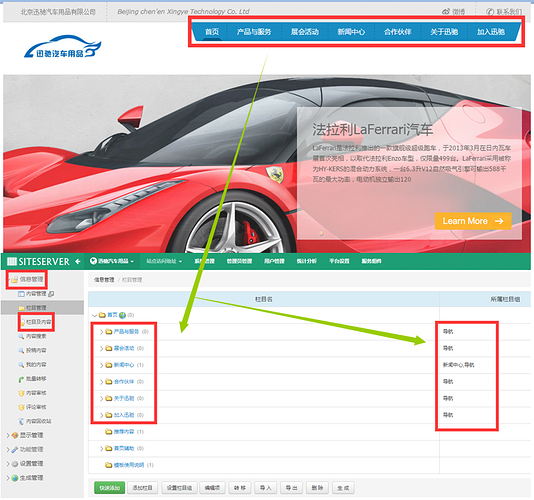 北京迅驰汽车用品有限公司 Beijing chen'en Xingye Technology Co. Ltd 微博 联系我们
迅驰汽车用品
首页 产品与服务 展会活动 新闻中心 合作伙伴 关于迅驰 加入迅驰
法拉利LaFerrari汽车
LaFerrari是法拉利推出的一款旗舰级超级跑车，于2013年3月在日内瓦车
展首次亮相，以取代法拉利Enzo车型，仅限量499台。LaFerrari采用被称
为HY-KERS的混合动力系统，一台6.3升V12自然吸气引擎可输出588千
瓦的最大功率，电动机独立输出120
Learn More
SITESERVER 迅驰汽车用品 站点访问地址 系统管理 管理员管理 用户管理 统计分析 平台设置 服务组件
信息管理
内容管理
栏目管理
栏目及内容
内容搜索
投稿内容
我的内容
批量转移
内容审核
评论审核
内容回收站
显示管理
功能管理
设置管理
生成管理
信息管理 / 栏目管理
栏目名 所属栏目组
首页 (0)
产品与服务 (0) 导航
展会活动 (0) 导航
新闻中心 (1) 新闻中心,导航
合作伙伴 (0) 导航
关于迅驰 (0) 导航
加入迅驰 (0) 导航
推荐内容 (1)
首页辅助 (0)
模板使用说明 (1)
快速添加 添加栏目 设置栏目组 编辑项 转 移 导 入 导 出 删 除 生 成